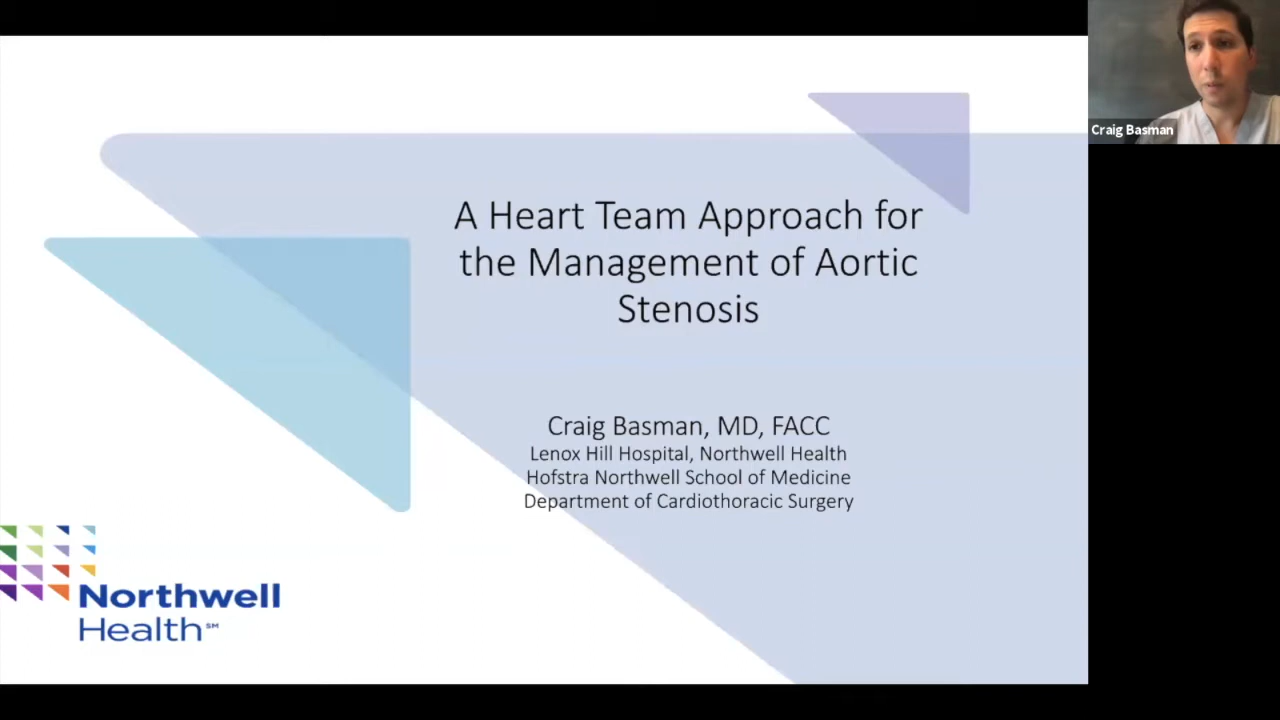 Craig Basman
A Heart Team Approach for
the Management of Aortic
Stenosis
Craig Basman, MD, FACC
Lenox Hill Hospital, Northwell Health
Hofstra Northwell School of Medicine
Department of Cardiothoracic Surgery
Northwell
Health℠